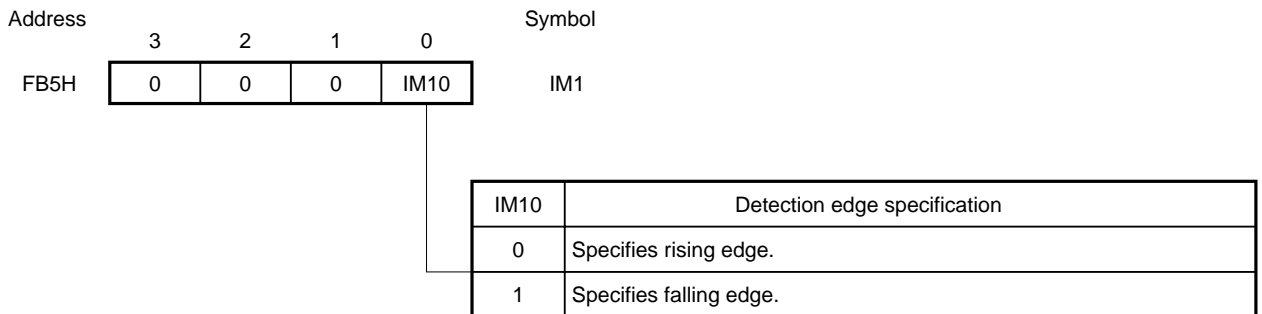 Address Symbol
3 2 1 0
FB5H 0 0 0 IM10 IM1
IM10 Detection edge specification
0 Specifies rising edge.
1 Specifies falling edge.